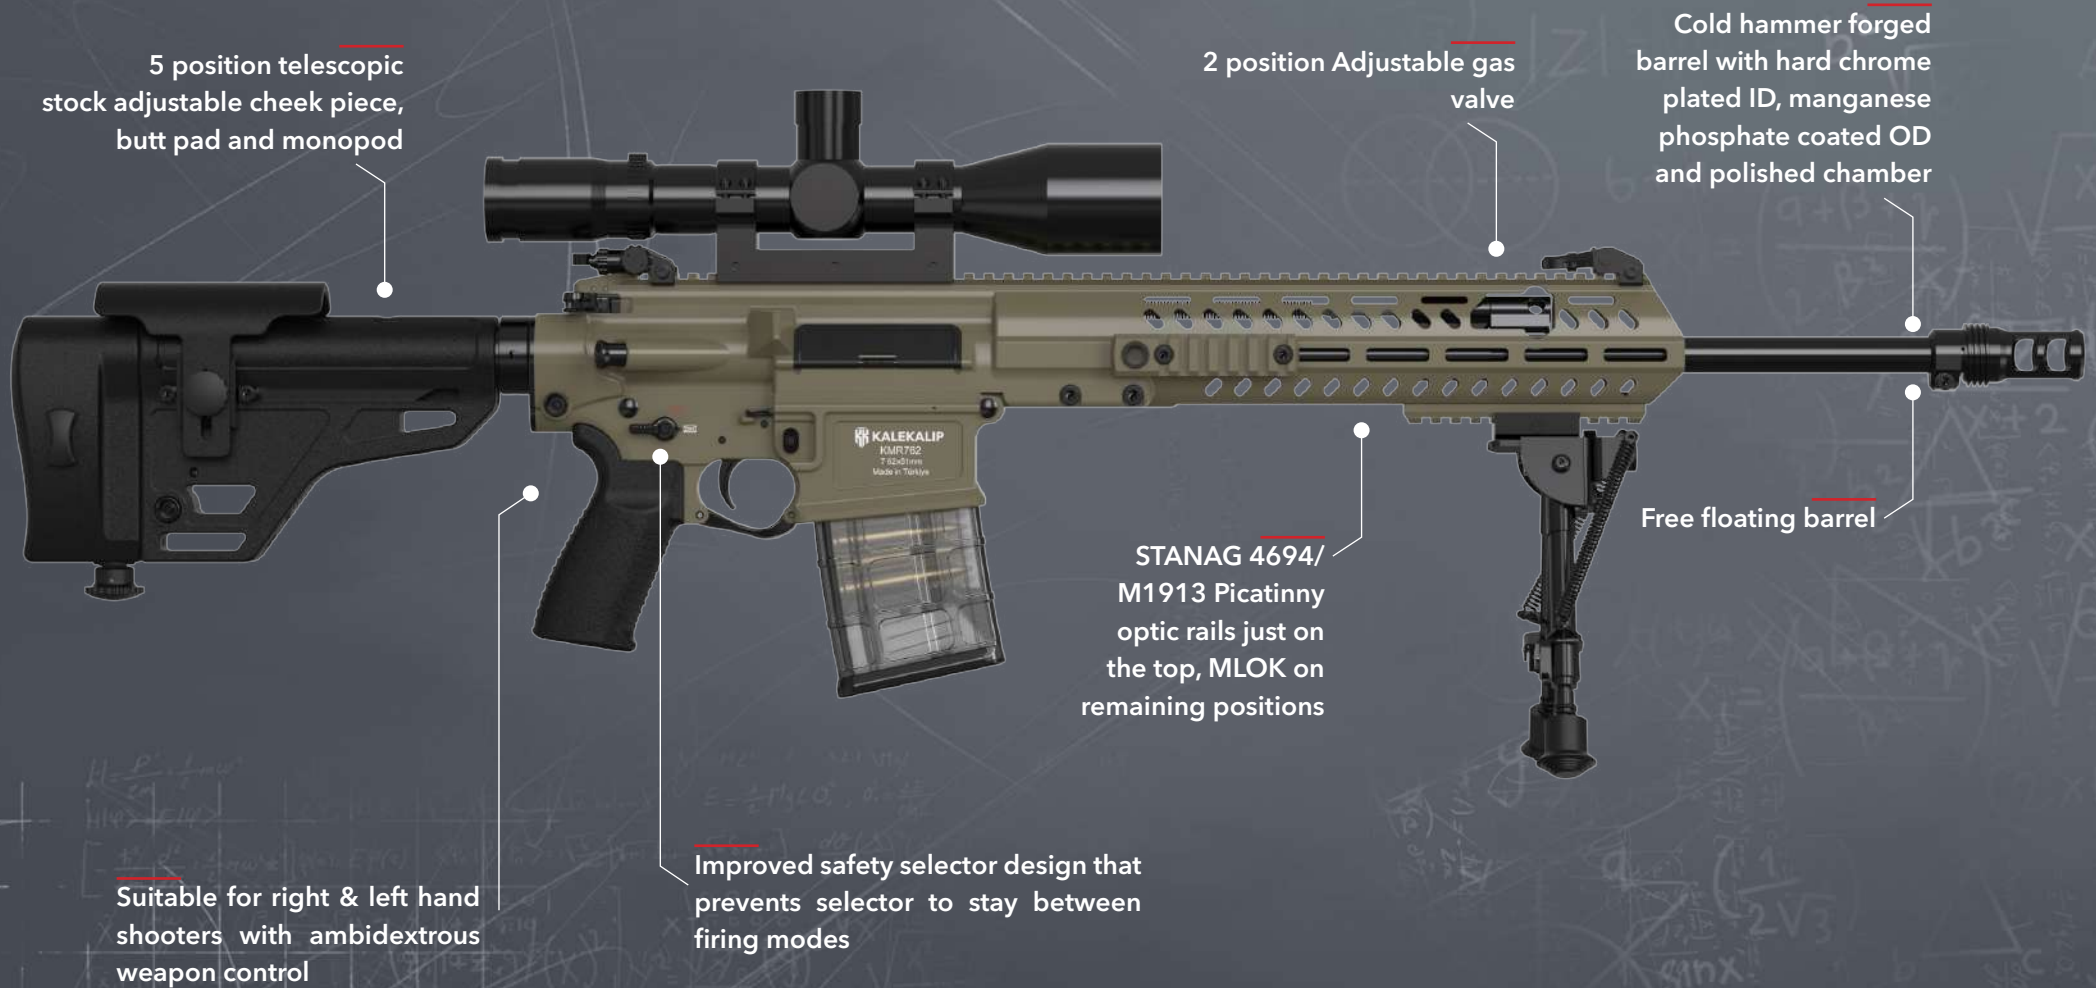 5 position telescopic
stock adjustable cheek piece,
butt pad and monopod
2 position Adjustable gas
valve
Cold hammer forged
barrel with hard chrome
plated ID, manganese
phosphate coated OD
and polished chamber
KALEKALIP
KMR762
7.62x51mm
Made in Türkiye
Free floating barrel
STANAG 4694/
M1913 Picatinny
optic rails just on
the top, MLOK on
remaining positions
Improved safety selector design that
prevents selector to stay between
firing modes
Suitable for right & left hand
shooters with ambidextrous
weapon control